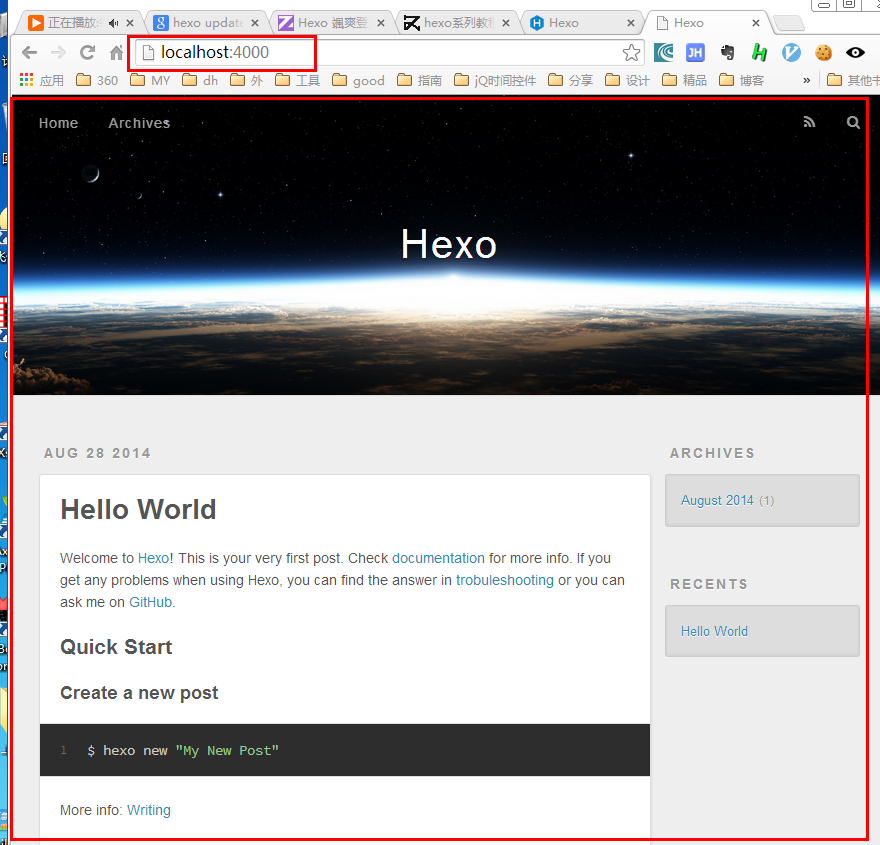 正在播放
hexo update
Hexo 颯爽登
hexo系列教程
Hexo
Hexo
localhost:4000
JH
应用
360
MY
dh
外
工具
good
指南
jQ时间控件
分享
设计
精品
博客
»
其他书
Home
Archives
Hexo
AUG 28 2014
ARCHIVES
August 2014 (1)
Hello World
Welcome to Hexo! This is your very first post. Check documentation for more info. If you
get any problems when using Hexo, you can find the answer in trobuleshooting or you can
ask me on GitHub.
RECENTS
Hello World
Quick Start
Create a new post
1 $ hexo new "My New Post"
More info: Writing